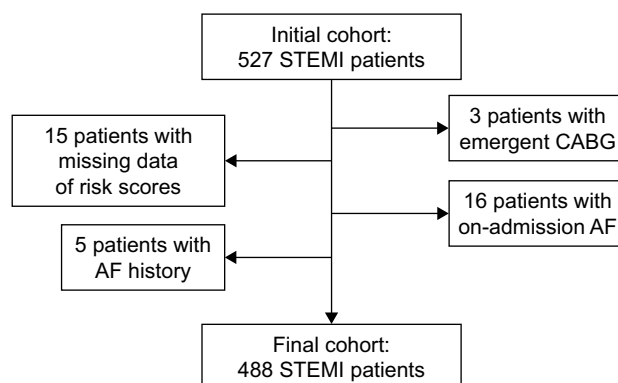 Initial cohort:
527 STEMI patients
3 patients with
emergent CABG
15 patients with
missing data
of risk scores
16 patients with
on-admission AF
5 patients with
AF history
Final cohort:
488 STEMI patients